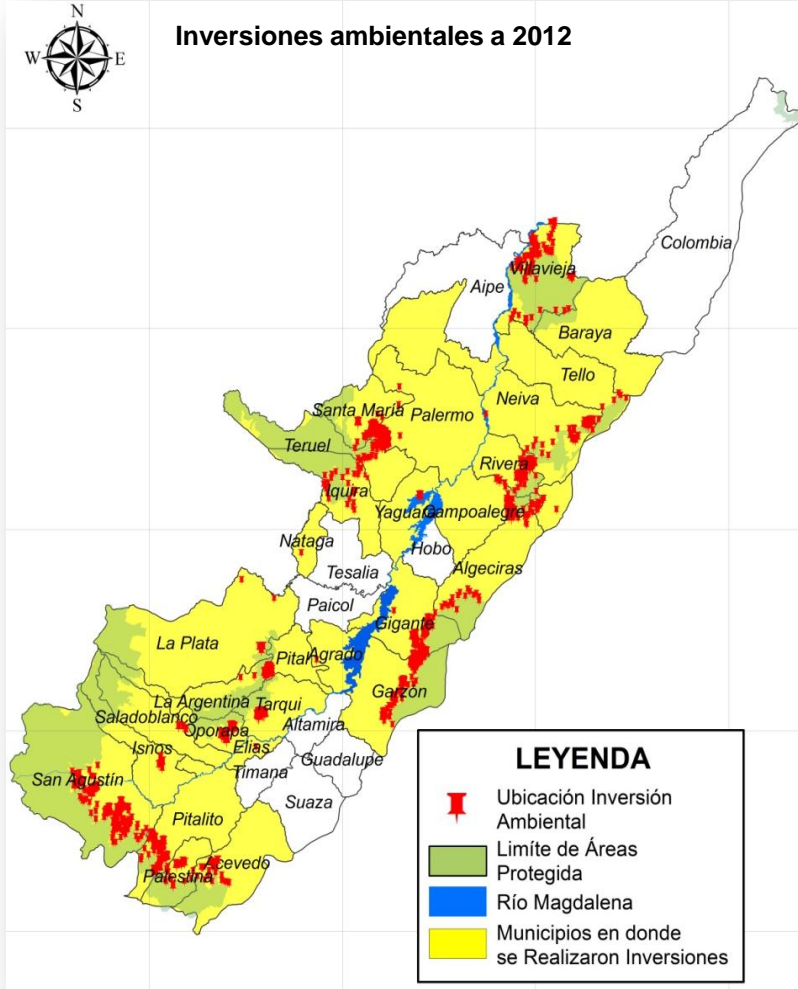 N
Inversiones ambientales a 2012
W E
S
Colombia
Villavieja
Aipe
Baraya
Tello
Neiva
Santa María
Palermo
Teruel
Rivera
Iquira
Yaguará
Campoalegre
Nátaga
Hobo
Tesalia
Algeciras
Paicol
Gigante
La Plata
Pital
Agrado
Garzón
La Argentina
Tarqui
Saladoblanco
Altamira
Oporapa
Elias
Isnos
Guadalupe
Timana
San Agustín
Suaza
Pitalito
Acevedo
Palestina
LEYENDA
Ubicación Inversión
Ambiental
Limíte de Áreas
Protegida
Río Magdalena
Municipios en donde
se Realizaron Inversiones